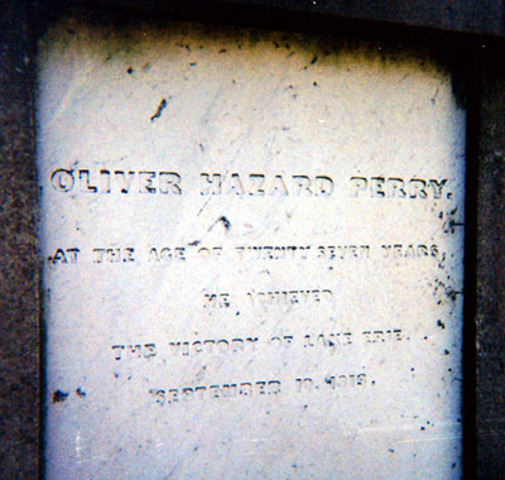 OLIVER HAZARD PERRY.
AT THE AGE OF TWENTY SEVEN YEARS,
HE ACHIEVED
THE VICTORY OF LAKE ERIE.
SEPTEMBER 10. 1813.